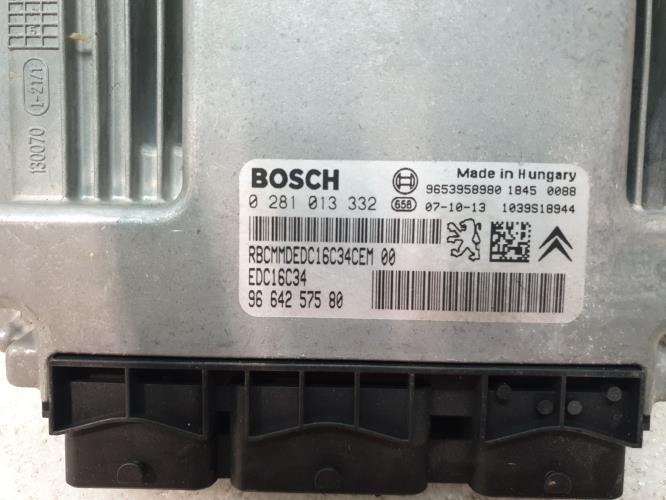 E
1-21/1
130070
BOSCH
Made in Hungary
9653958980 1845 0088
0 281 013 332 658 07-10-13 1039S18944
RBCMMDEDC16C34CEM 00
EDC16C34
96 642 575 80